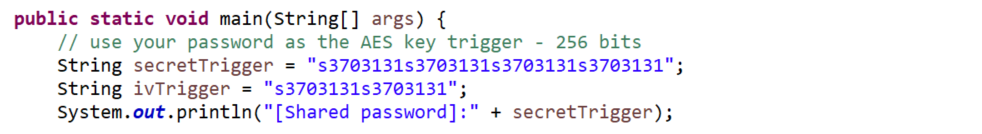 public static void main(String[] args) {
// use your password as the AES key trigger - 256 bits
String secretTrigger = "s3703131s3703131s3703131s3703131";
String ivTrigger = "s3703131s3703131";
System.out.println("[Shared password]:" + secretTrigger);